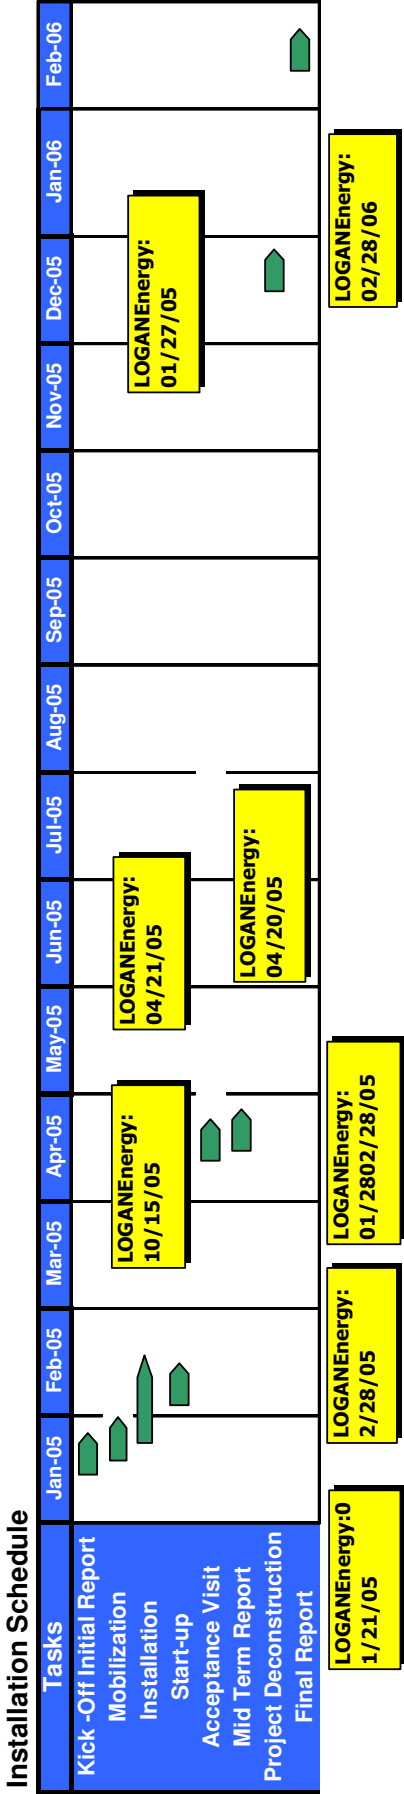 Installation Schedule
Tasks Jan-05 Feb-05 Mar-05 Apr-05 May-05 Jun-05 Jul-05 Aug-05 Sep-05 Oct-05 Nov-05 Dec-05 Jan-06 Feb-06
Kick -Off Initial Report
Mobilization
Installation
Start-up
Acceptance Visit
Mid Term Report
Project Deconstruction
Final Report
LOGANEnergy:
10/15/05
LOGANEnergy:
04/21/05
LOGANEnergy:
01/27/05
LOGANEnergy:
04/20/05
LOGANEnergy:0
1/21/05
LOGANEnergy:
2/28/05
LOGANEnergy:
01/2802/28/05
LOGANEnergy:
02/28/06